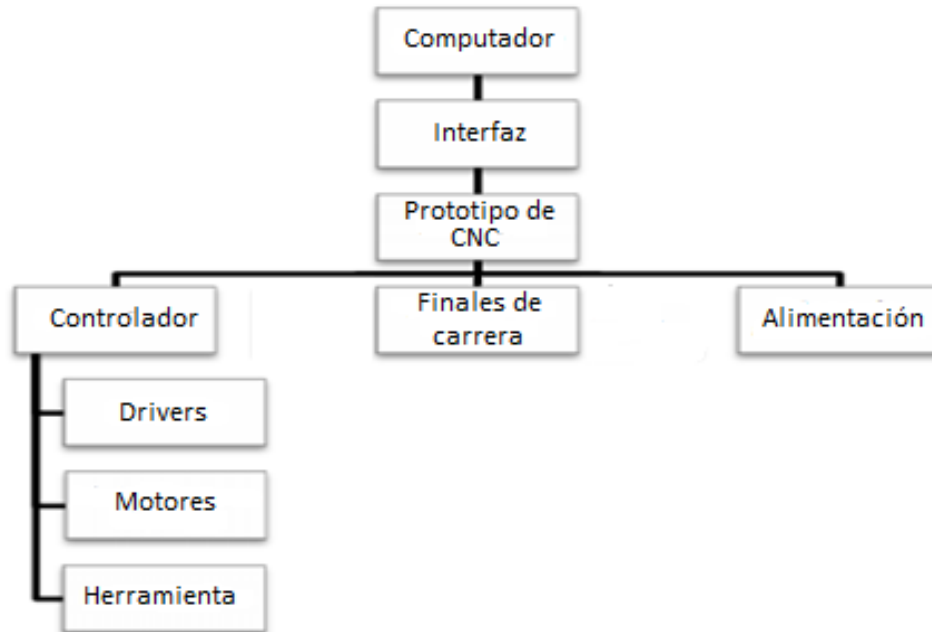 Computador
Interfaz
Prototipo de
CNC
Controlador
Finales de
carrera
Alimentación
Drivers
Motores
Herramienta